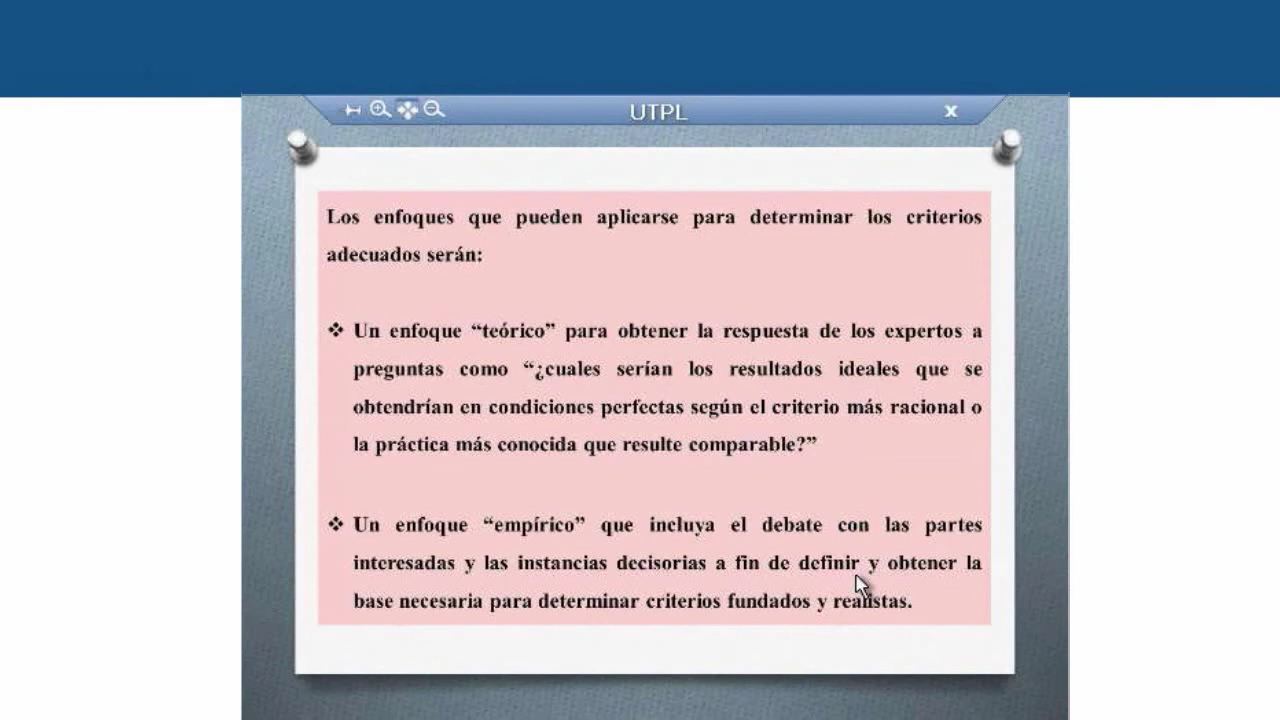 UTPL
x
Los enfoques que pueden aplicarse para determinar los criterios
adecuados serán:
❖ Un enfoque “teórico” para obtener la respuesta de los expertos a
preguntas como “¿cuales serían los resultados ideales que se
obtendrían en condiciones perfectas según el criterio más racional o
la práctica más conocida que resulte comparable?”
❖ Un enfoque “empírico” que incluya el debate con las partes
interesadas y las instancias decisorias a fin de definir y obtener la
base necesaria para determinar criterios fundados y realistas.